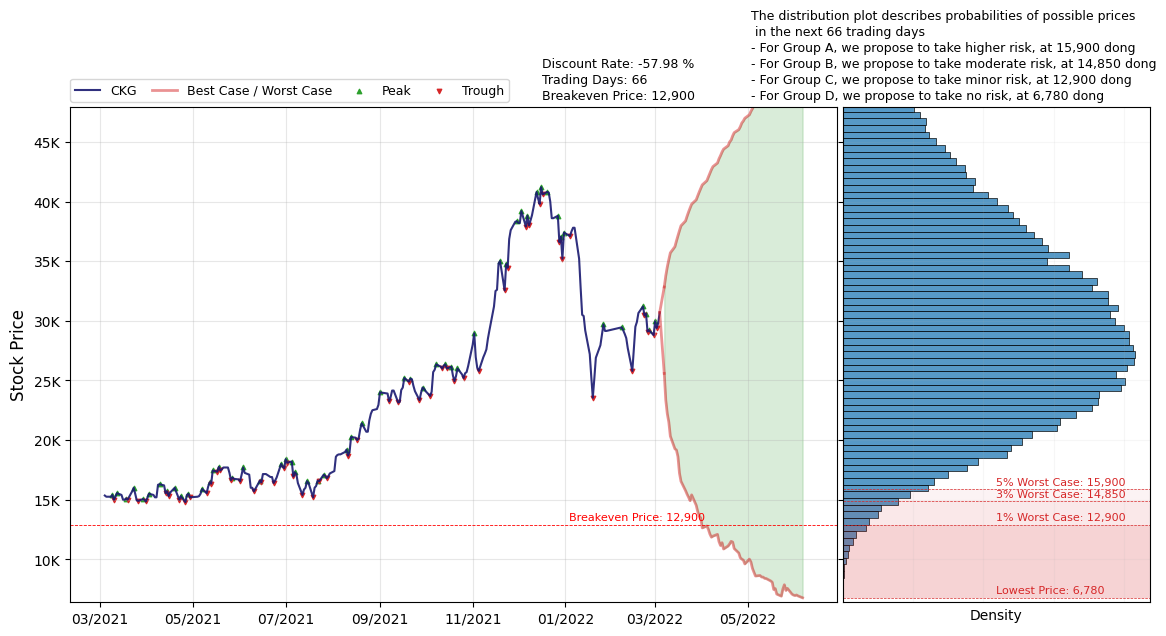 The distribution plot describes probabilities of possible prices
in the next 66 trading days
- For Group A, we propose to take higher risk, at 15,900 dong
- For Group B, we propose to take moderate risk, at 14,850 dong
- For Group C, we propose to take minor risk, at 12,900 dong
- For Group D, we propose to take no risk, at 6,780 dong
Discount Rate: -57.98 %
Trading Days: 66
Breakeven Price: 12,900
CKG Best Case / Worst Case Peak Trough
Stock Price
45K
40K
35K
30K
25K
20K
15K
10K
Breakeven Price: 12,900
03/2021 05/2021 07/2021 09/2021 11/2021 01/2022 03/2022 05/2022
5% Worst Case: 15,900
3% Worst Case: 14,850
1% Worst Case: 12,900
Lowest Price: 6,780
Density